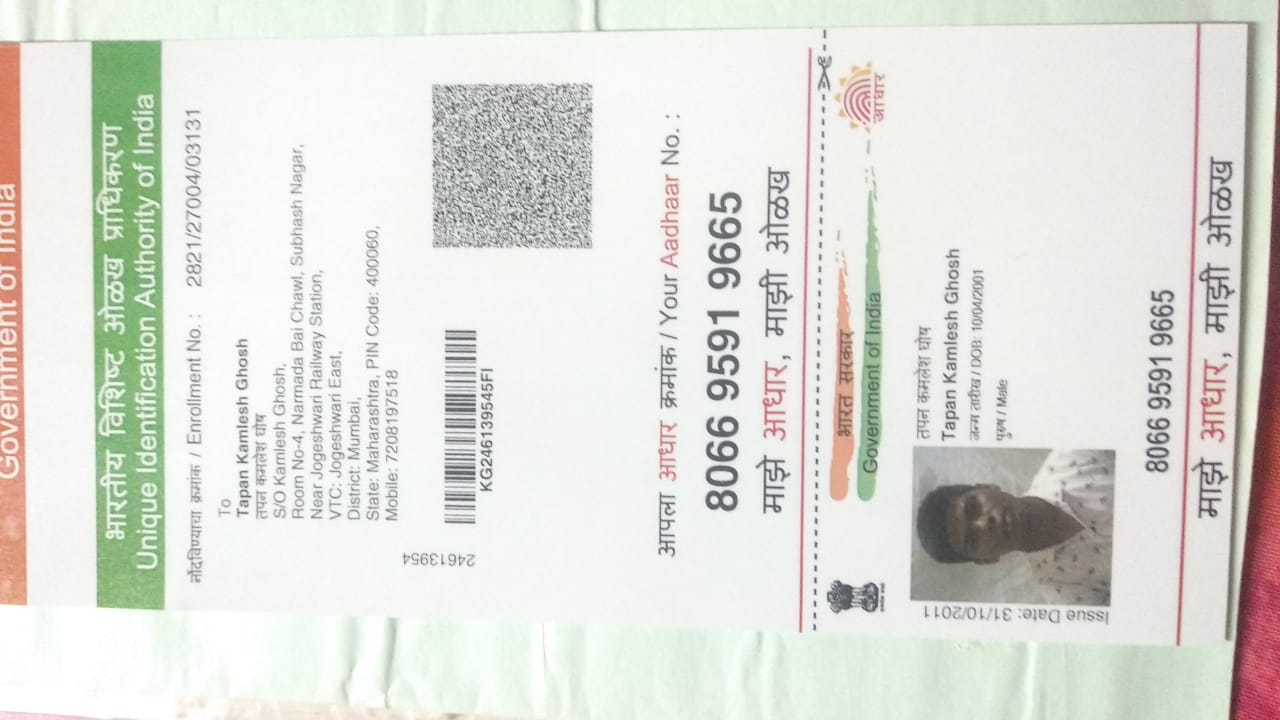 Government of India
भारतीय विशिष्ट ओळख प्राधिकरण
Unique Identification Authority of India
नोंदविण्याचा क्रमांक / Enrollment No. : 2821/27004/03131
To
Tapan Kamlesh Ghosh
तपन कमलेश घोष
S/O Kamlesh Ghosh,
Room No-4, Narmada Bai Chawl, Subhash Nagar,
Near Jogeshwari Railway Station,
VTC: Jogeshwari East,
District: Mumbai,
State: Maharashtra, PIN Code: 400060,
Mobile: 7208197518
24613954
KG246139545FI
आपला आधार क्रमांक / Your Aadhaar No. :
8066 9591 9665
माझे आधार, माझी ओळख
भारत सरकार
Government of India
आधार
Issue Date: 31/10/2011
तपन कमलेश घोष
Tapan Kamlesh Ghosh
जन्म तारीख / DOB: 10/04/2001
पुरुष / Male
8066 9591 9665
माझे आधार, माझी ओळख